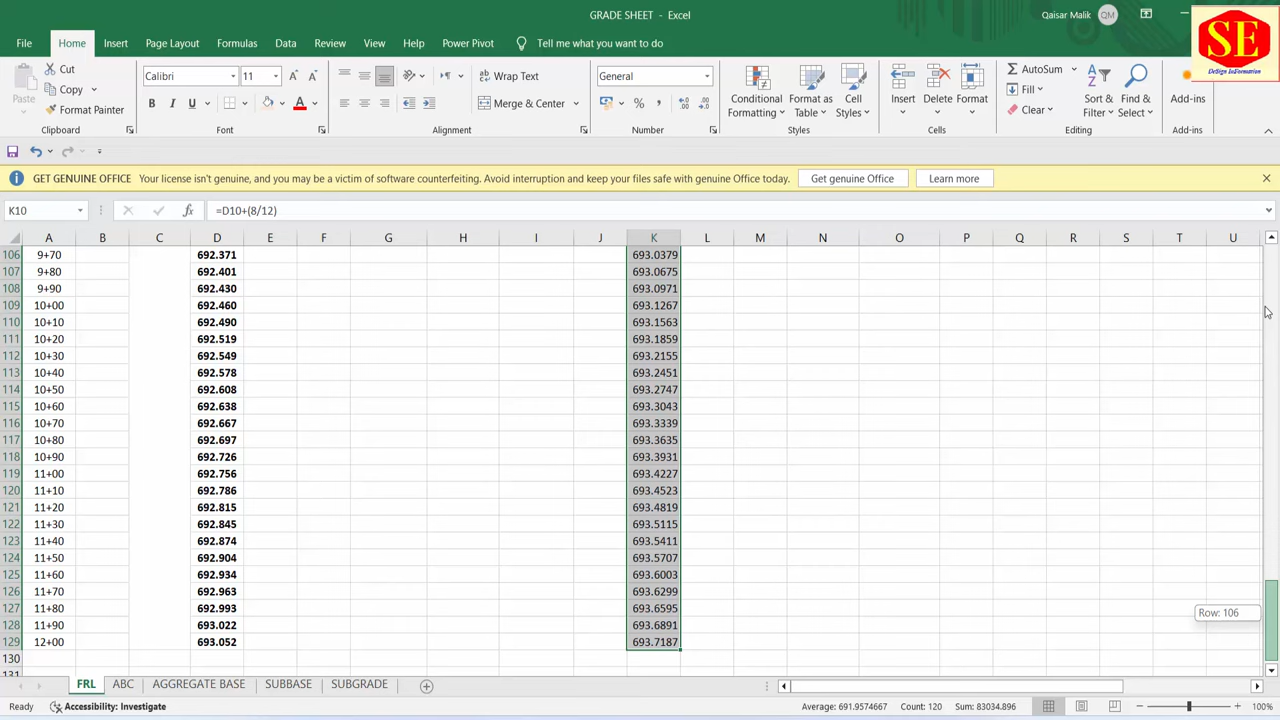 GRADE SHEET - Excel
Qaisar Malik QM
SE
DeSign InFormation
File Home Insert Page Layout Formulas Data Review View Help Power Pivot Tell me what you want to do
Paste Cut Copy Format Painter
Calibri 11
B I U A
Wrap Text
Merge & Center
General
Conditional Formatting Format as Table Cell Styles
Insert Delete Format
AutoSum Fill Clear
Sort & Filter Find & Select
Add-ins
Clipboard Font Alignment Number Styles Cells Editing Add-ins
GET GENUINE OFFICE Your license isn't genuine, and you may be a victim of software counterfeiting. Avoid interruption and keep your files safe with genuine Office today. Get genuine Office Learn more
K10 fx =D10+(8/12)
A B C D E F G H I J K L M N O P Q R S T U
106 9+70 692.371 693.0379
107 9+80 692.401 693.0675
108 9+90 692.430 693.0971
109 10+00 692.460 693.1267
110 10+10 692.490 693.1563
111 10+20 692.519 693.1859
112 10+30 692.549 693.2155
113 10+40 692.578 693.2451
114 10+50 692.608 693.2747
115 10+60 692.638 693.3043
116 10+70 692.667 693.3339
117 10+80 692.697 693.3635
118 10+90 692.726 693.3931
119 11+00 692.756 693.4227
120 11+10 692.786 693.4523
121 11+20 692.815 693.4819
122 11+30 692.845 693.5115
123 11+40 692.874 693.5411
124 11+50 692.904 693.5707
125 11+60 692.934 693.6003
126 11+70 692.963 693.6299
127 11+80 692.993 693.6595
Row: 106
128 11+90 693.022 693.6891
129 12+00 693.052 693.7187
130
131
FRL ABC AGGREGATE BASE SUBBASE SUBGRADE
Ready Accessibility: Investigate Average: 691.9574667 Count: 120 Sum: 83034.896 100%